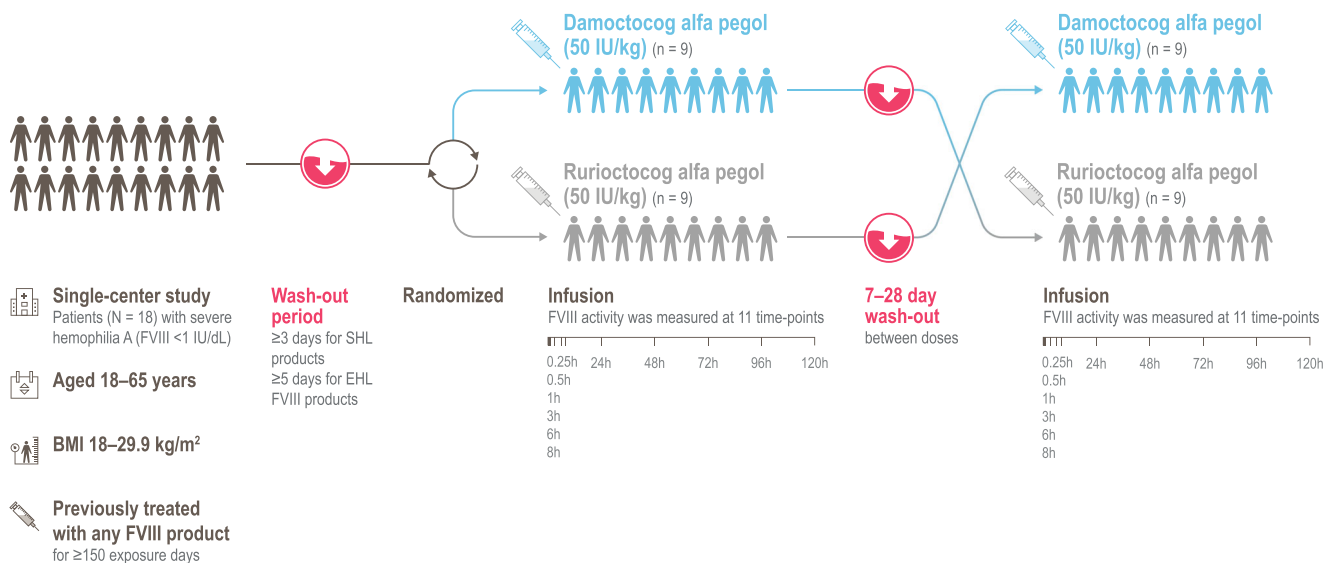 Damoctocog alfa pegol
(50 IU/kg) (n = 9)
Damoctocog alfa pegol
(50 IU/kg) (n = 9)
Rurioctocog alfa pegol
(50 IU/kg) (n = 9)
Rurioctocog alfa pegol
(50 IU/kg) (n = 9)
Single-center study
Patients (N = 18) with severe
hemophilia A (FVIII <1 IU/dL)
Aged 18–65 years
BMI 18–29.9 kg/m²
Previously treated
with any FVIII product
for ≥150 exposure days
Wash-out
period
≥3 days for SHL
products
≥5 days for EHL
FVIII products
Randomized
Infusion
FVIII activity was measured at 11 time-points
0.25h 24h 48h 72h 96h 120h
0.5h
1h
3h
6h
8h
7–28 day
wash-out
between doses
Infusion
FVIII activity was measured at 11 time-points
0.25h 24h 48h 72h 96h 120h
0.5h
1h
3h
6h
8h